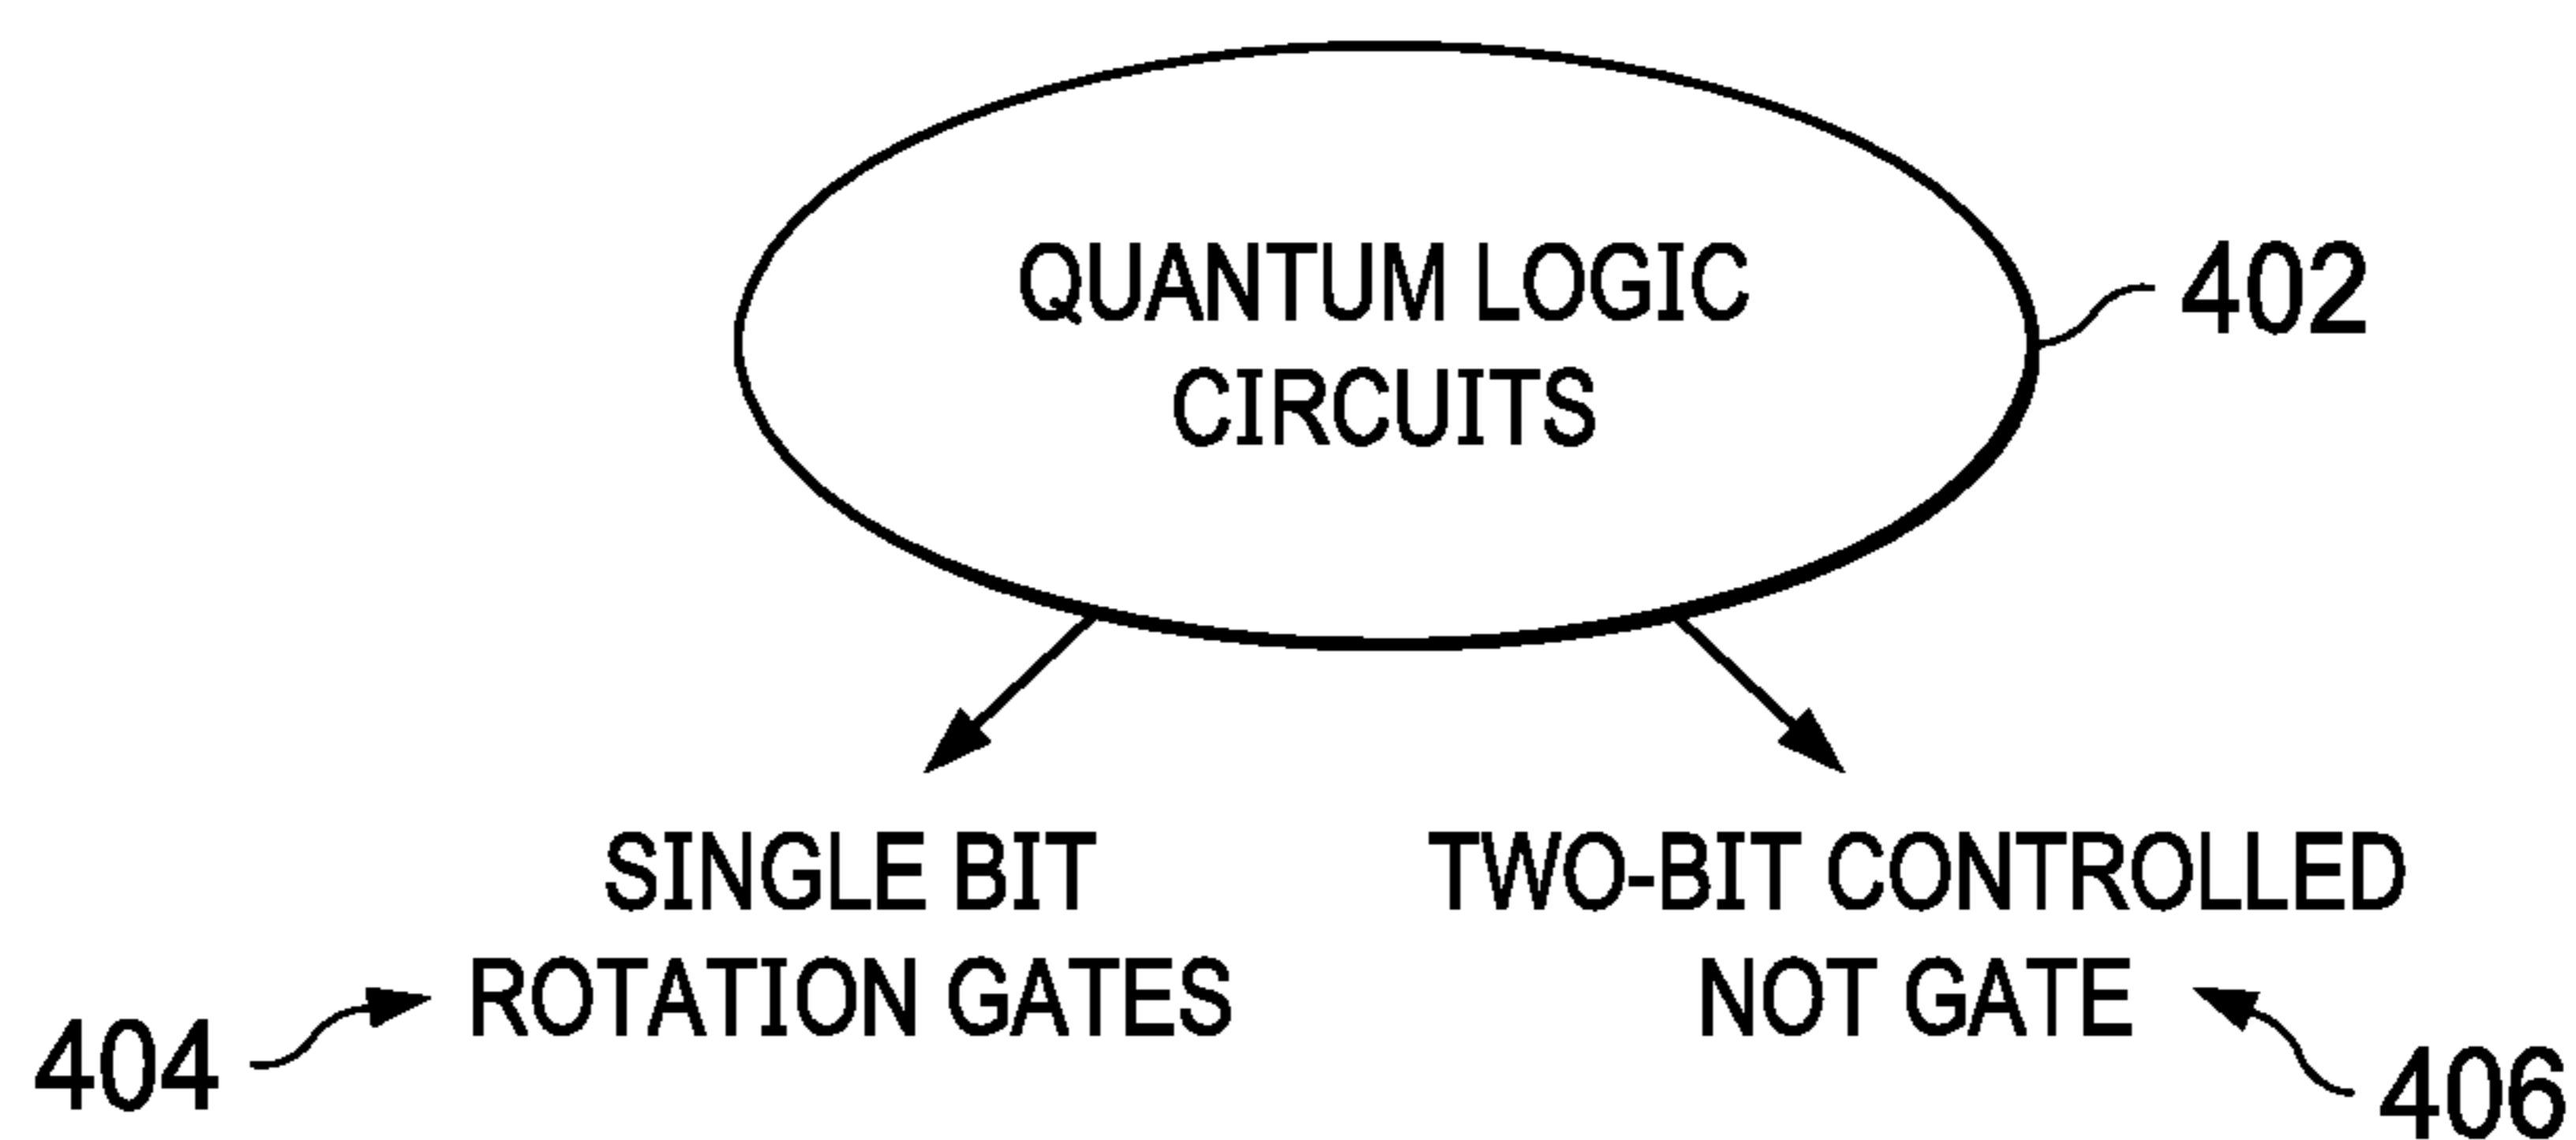 QUANTUM LOGIC
CIRCUITS
402
SINGLE BIT
ROTATION GATES
404
TWO-BIT CONTROLLED
NOT GATE
406